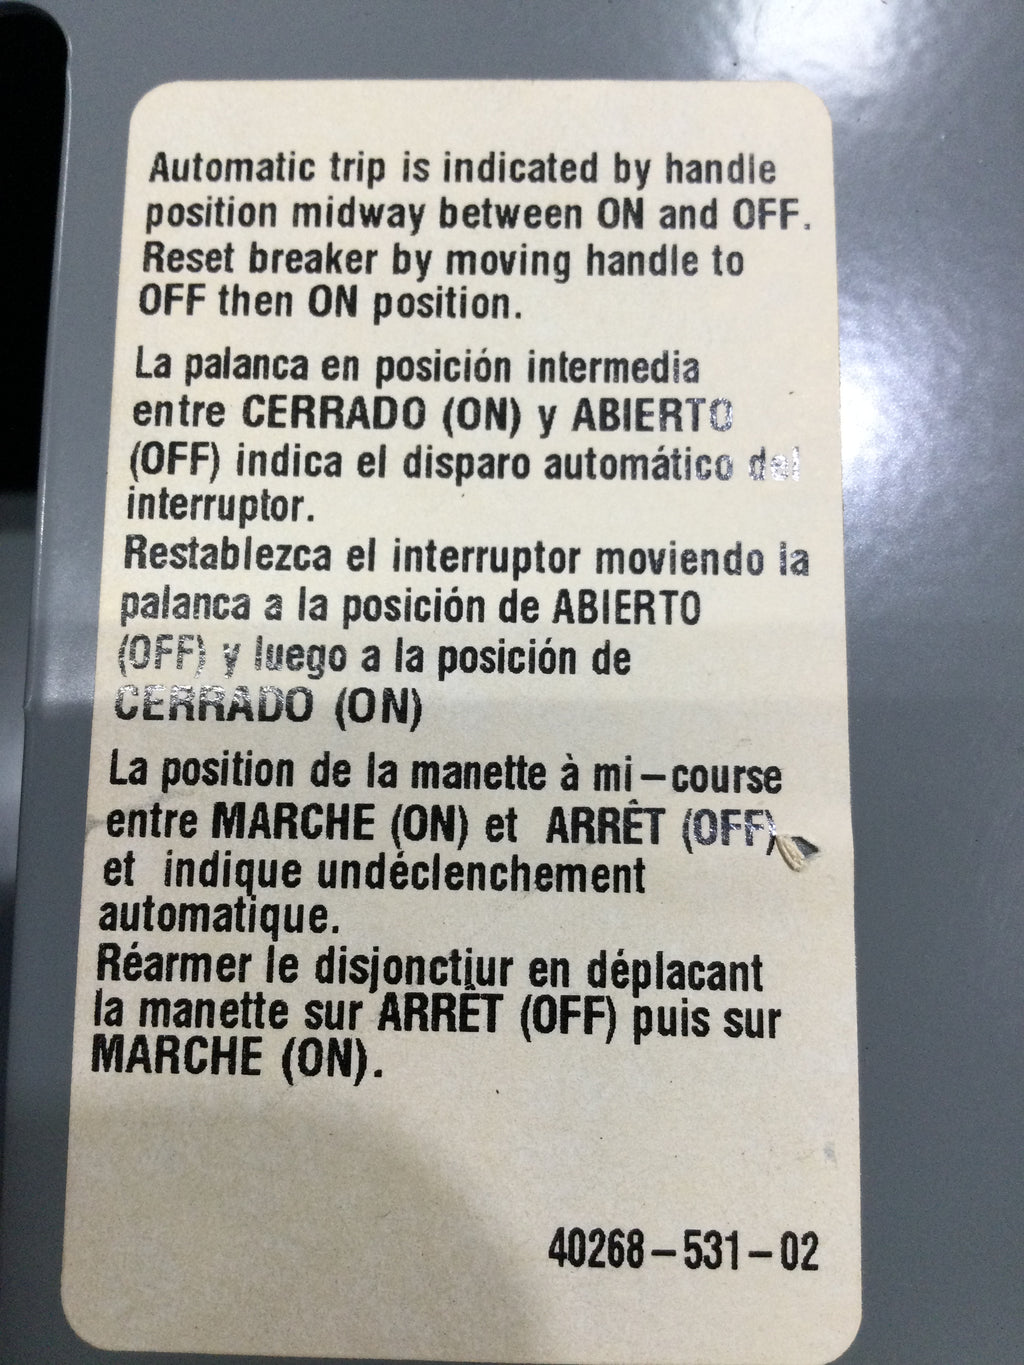 Automatic trip is indicated by handle
position midway between ON and OFF.
Reset breaker by moving handle to
OFF then ON position.
La palanca en posición intermedia
entre CERRADO (ON) y ABIERTO
(OFF) indica el disparo automático del
interruptor.
Restablezca el interruptor moviendo la
palanca a la posición de ABIERTO
(OFF) y luego a la posición de
CERRADO (ON)
La position de la manette à mi-course
entre MARCHE (ON) et ARRÊT (OFF)
et indique undéclenchement
automatique.
Réarmer le disjonctiur en déplacant
la manette sur ARRÊT (OFF) puis sur
MARCHE (ON).
40268-531-02